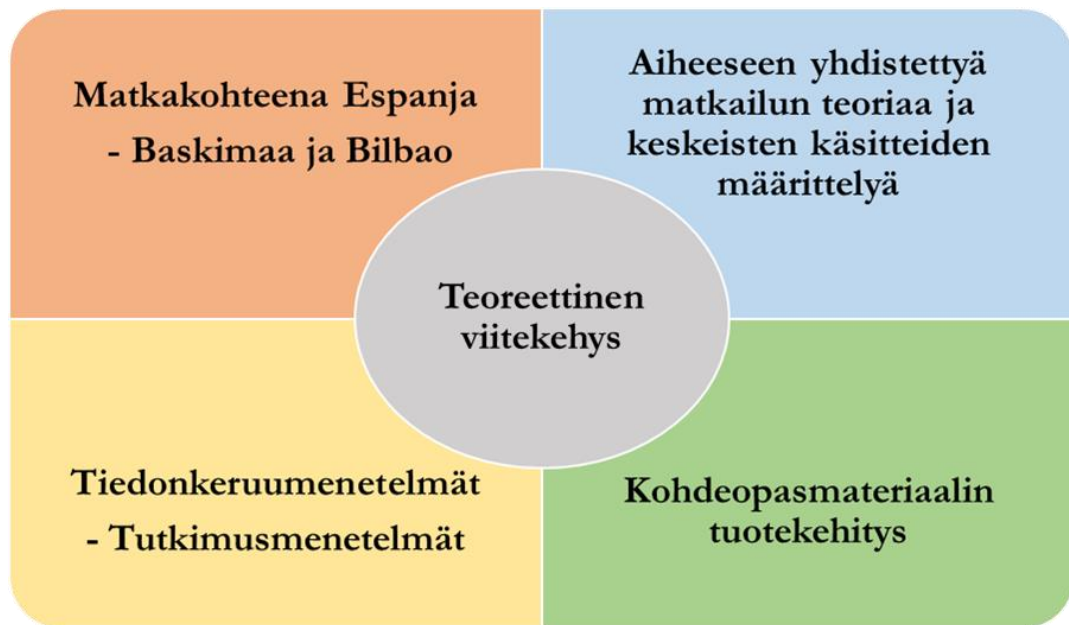 Matkakohteena Espanja
- Baskimaa ja Bilbao
Aiheeseen yhdistettyä
matkailun teoriaa ja
keskeisten käsitteiden
määrittelyä
Teoreettinen
viitekehys
Tiedonkeruumenetelmät
- Tutkimusmenetelmät
Kohdeopasmateriaalin
tuotekehitys